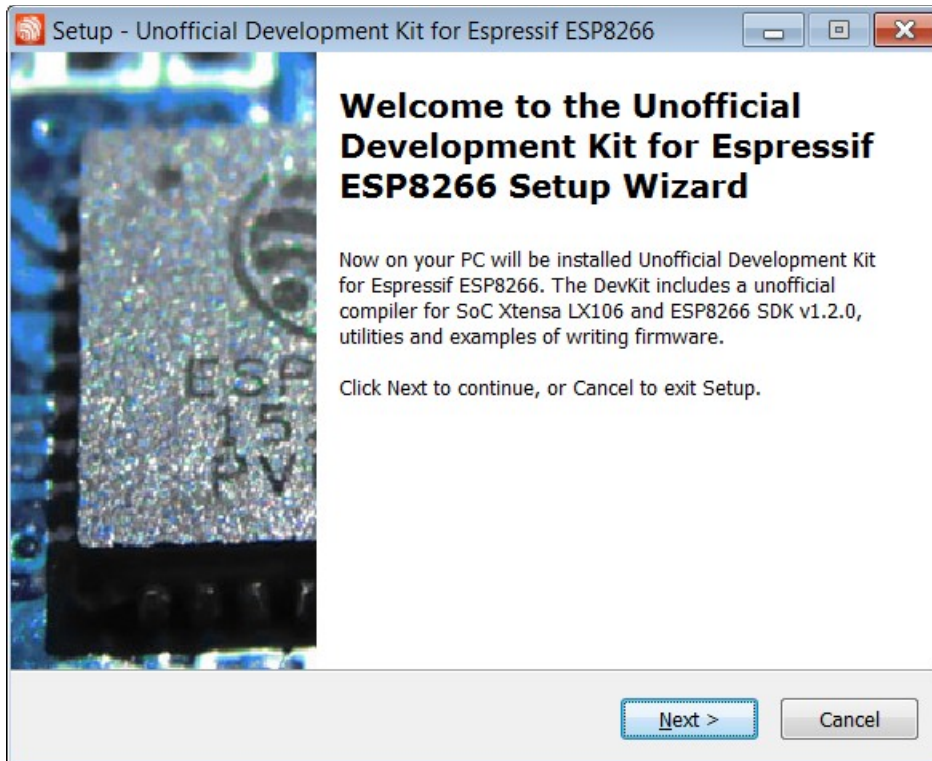 Setup - Unofficial Development Kit for Espressif ESP8266
Welcome to the Unofficial
Development Kit for Espressif
ESP8266 Setup Wizard
Now on your PC will be installed Unofficial Development Kit
for Espressif ESP8266. The DevKit includes a unofficial
compiler for SoC Xtensa LX106 and ESP8266 SDK v1.2.0,
utilities and examples of writing firmware.
Click Next to continue, or Cancel to exit Setup.
ESP
15
PV
Next >
Cancel